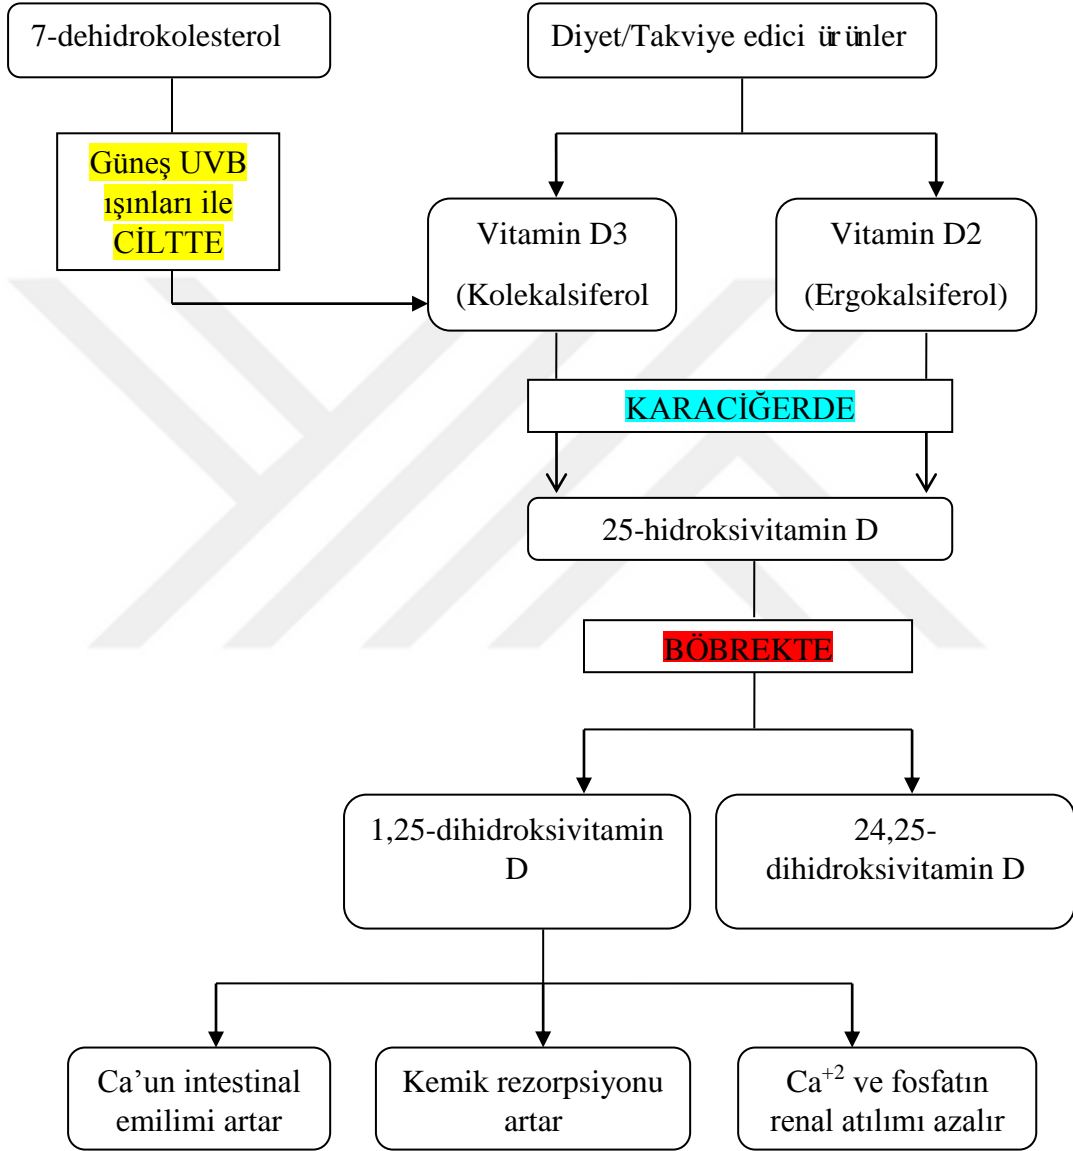 7-dehidrokolesterol
Diyet/Takviye edici ürünler
Güneş UVB
ışınları ile
CİLTTE
Vitamin D3
(Kolekalsiferol
Vitamin D2
(Ergokalsiferol)
KARACİĞERDE
25-hidroksivitamin D
BÖBREKTE
1,25-dihidroksivitamin
D
24,25-
dihidroksivitamin D
Ca’un intestinal
emilimi artar
Kemik rezorpsiyonu
artar
Ca⁺² ve fosfatın
renal atılımı azalır